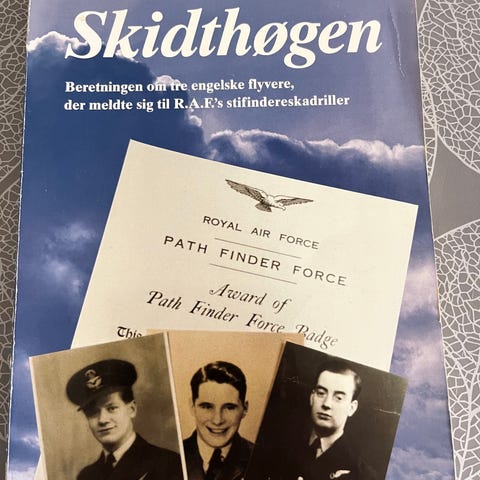 Skidthøgen
Beretningen om tre engelske flyvere,
der meldte sig til R.A.F.'s stifindereskadriller
ROYAL AIR FORCE
PATH FINDER FORCE
Award of
Path Finder Force Badge
This